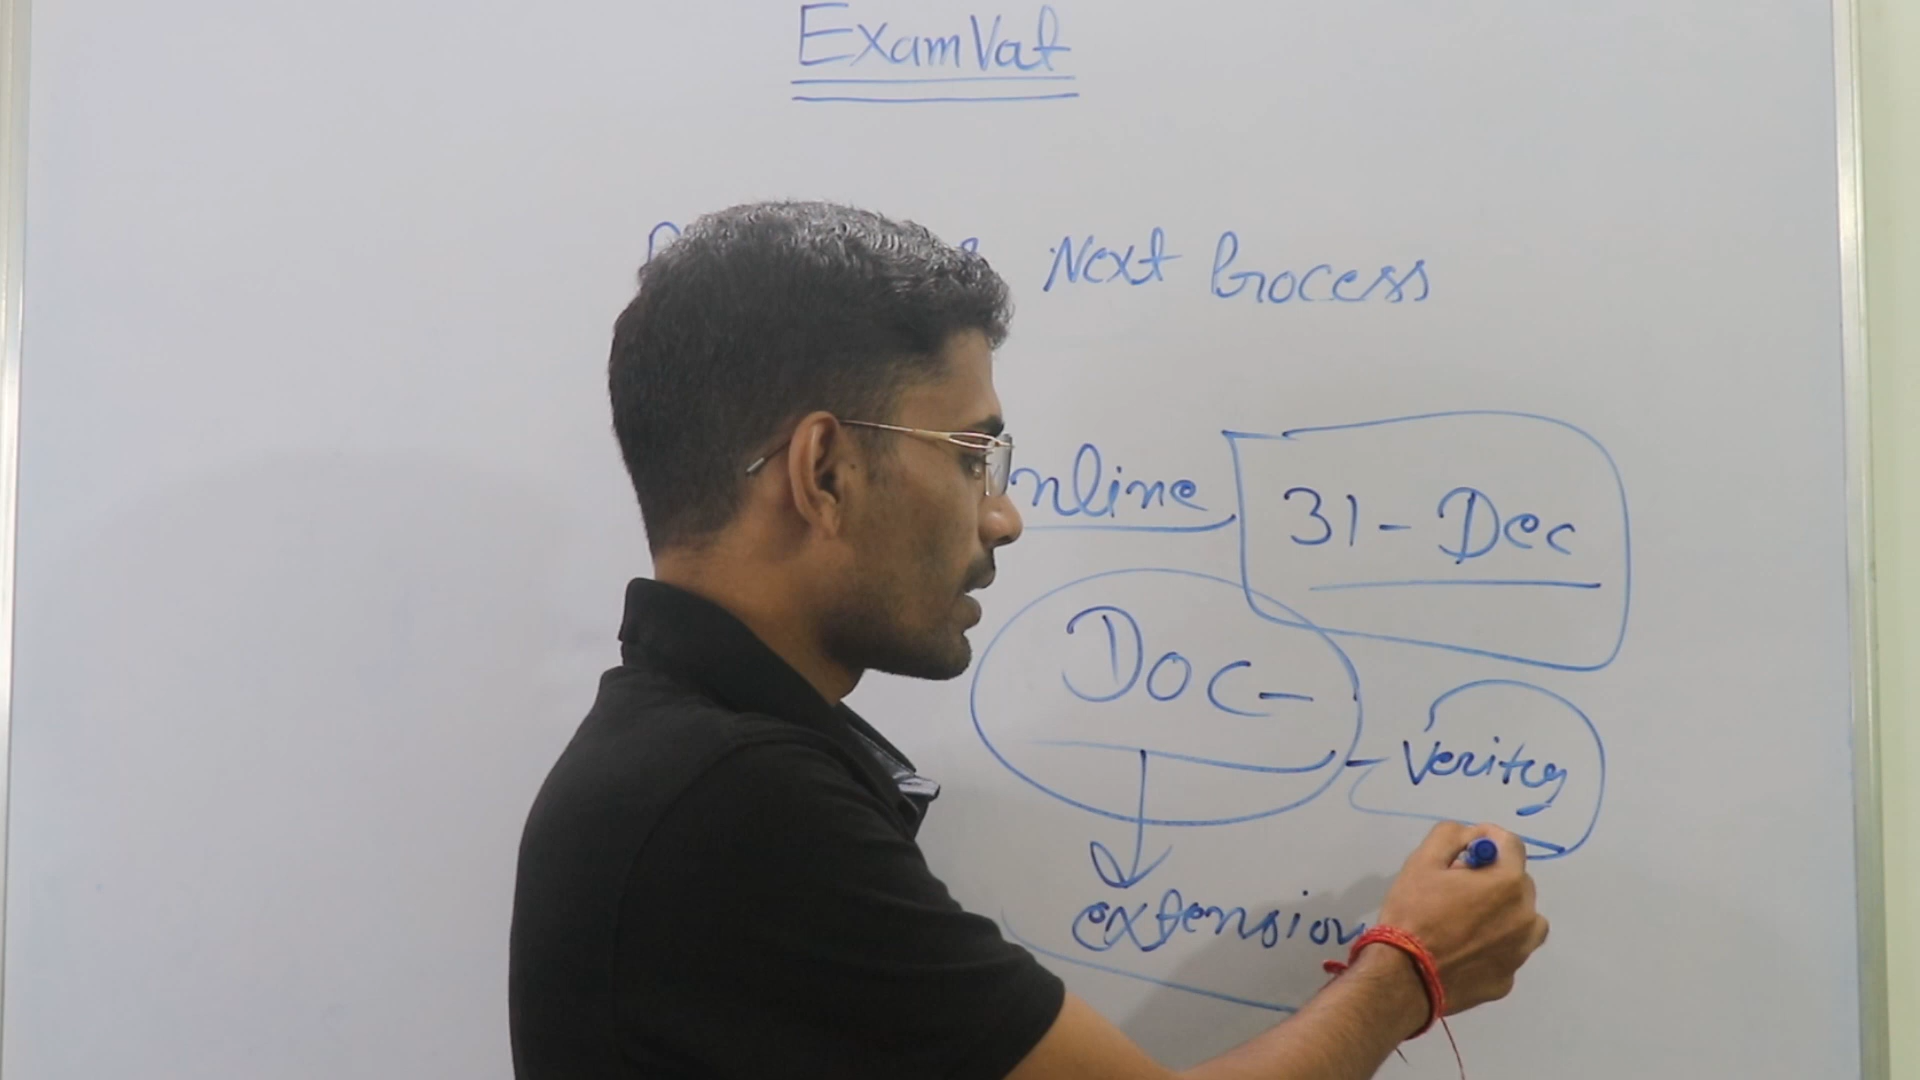 ExamVat
Next Process
nline
31 - Dec
Doc -
Verify
extension